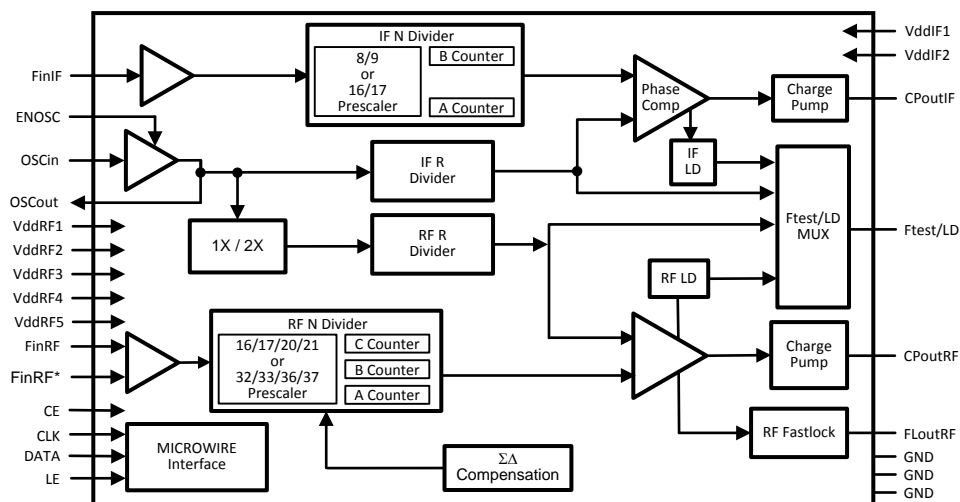 IF N Divider
8/9
or
16/17
Prescaler
B Counter
A Counter
FinIF
ENOSC
OSCin
OSCout
VddRF1
VddRF2
VddRF3
VddRF4
VddRF5
FinRF
FinRF*
CE
CLK
DATA
LE
Phase
Comp
Charge
Pump
VddIF1
VddIF2
CPoutIF
IF
LD
IF R
Divider
1X / 2X
RF R
Divider
Ftest/LD
MUX
Ftest/LD
RF LD
RF N Divider
16/17/20/21
or
32/33/36/37
Prescaler
C Counter
B Counter
A Counter
Charge
Pump
CPoutRF
RF Fastlock
FLoutRF
GND
GND
GND
MICROWIRE
Interface
ΣΔ
Compensation